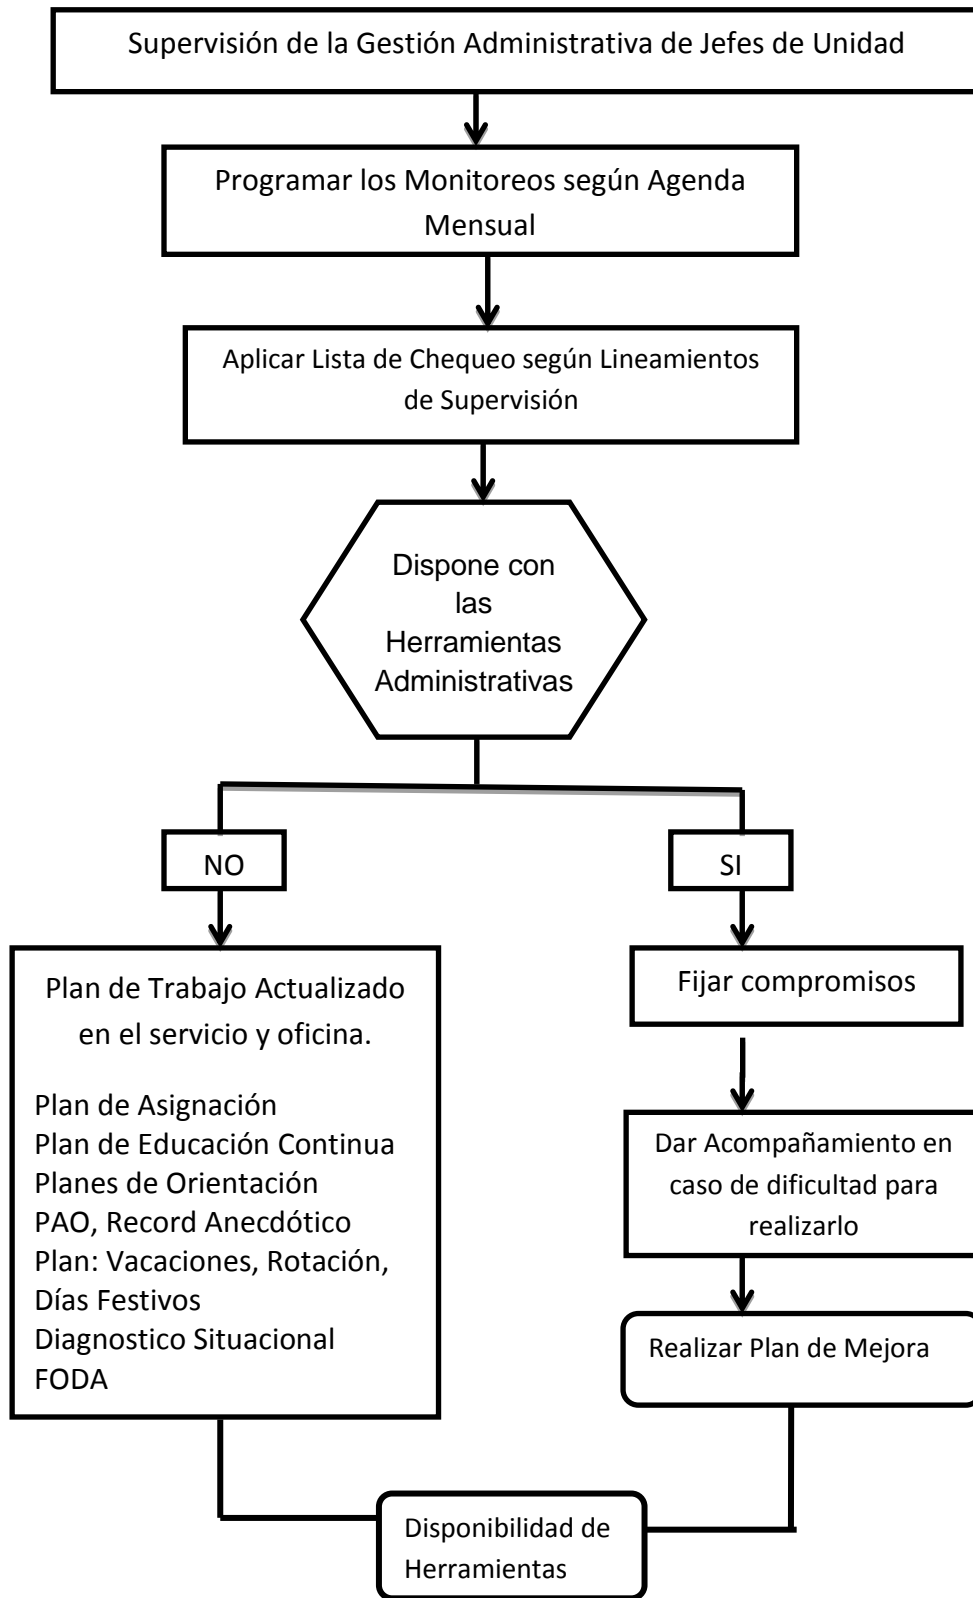 Supervisión de la Gestión Administrativa de Jefes de Unidad
Programar los Monitoreos según Agenda
Mensual
Aplicar Lista de Chequeo según Lineamientos
de Supervisión
Dispone con
las
Herramientas
Administrativas
NO
SI
Plan de Trabajo Actualizado
en el servicio y oficina.
Plan de Asignación
Plan de Educación Continua
Planes de Orientación
PAO, Record Anecdótico
Plan: Vacaciones, Rotación,
Días Festivos
Diagnostico Situacional
FODA
Fijar compromisos
Dar Acompañamiento en
caso de dificultad para
realizarlo
Realizar Plan de Mejora
Disponibilidad de
Herramientas